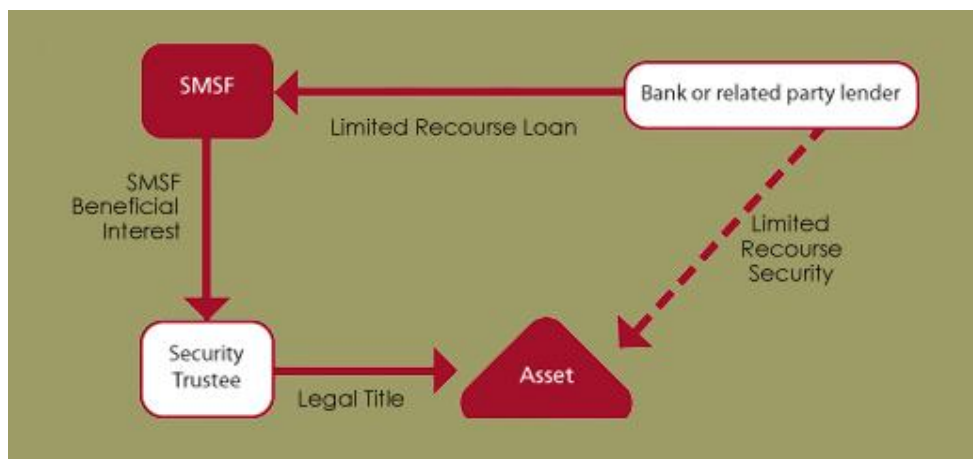 SMSF
Bank or related party lender
Limited Recourse Loan
SMSF
Beneficial
Interest
Limited
Recourse
Security
Security
Trustee
Asset
Legal Title